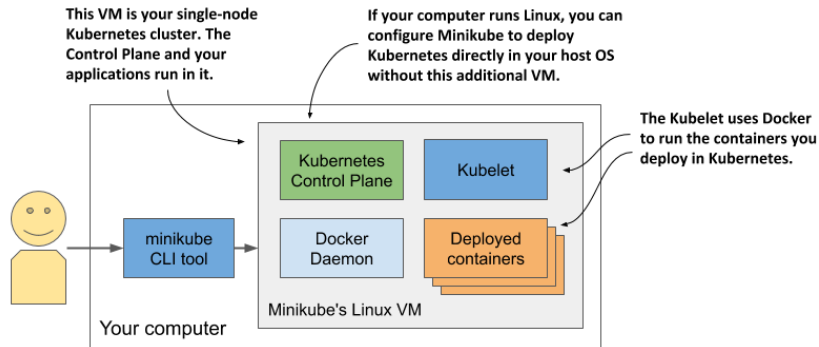 This VM is your single-node
Kubernetes cluster. The
Control Plane and your
applications run in it.
If your computer runs Linux, you can
configure Minikube to deploy
Kubernetes directly in your host OS
without this additional VM.
The Kubelet uses Docker
to run the containers you
deploy in Kubernetes.
Kubernetes
Control Plane
Kubelet
minikube
CLI tool
Docker
Daemon
Deployed
containers
Minikube's Linux VM
Your computer